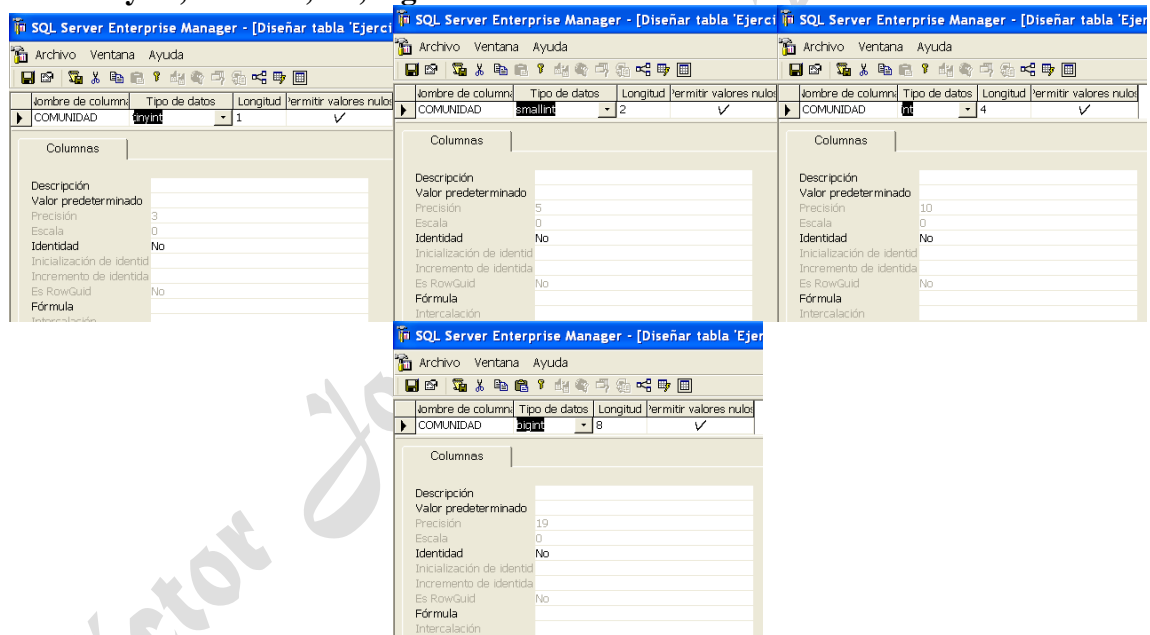 SQL Server Enterprise Manager - [Diseñar tabla 'Ejerci
Archivo Ventana Ayuda
Nombre de columna Tipo de datos Longitud Permitir valores nulos
COMUNIDAD tinyint 1
Columnas
Descripción
Valor predeterminado
Precisión 3
Escala 0
Identidad No
Inicialización de identid
Incremento de identida
Es RowGuid No
Fórmula
Intercalación
SQL Server Enterprise Manager - [Diseñar tabla 'Ejerci
Archivo Ventana Ayuda
Nombre de columna Tipo de datos Longitud Permitir valores nulos
COMUNIDAD smallint 2
Columnas
Descripción
Valor predeterminado
Precisión 5
Escala 0
Identidad No
Inicialización de identid
Incremento de identida
Es RowGuid No
Fórmula
Intercalación
SQL Server Enterprise Manager - [Diseñar tabla 'Ejer
Archivo Ventana Ayuda
Nombre de columna Tipo de datos Longitud Permitir valores nulos
COMUNIDAD int 4
Columnas
Descripción
Valor predeterminado
Precisión 10
Escala 0
Identidad No
Inicialización de identid
Incremento de identida
Es RowGuid No
Fórmula
Intercalación
SQL Server Enterprise Manager - [Diseñar tabla 'Ejer
Archivo Ventana Ayuda
Nombre de columna Tipo de datos Longitud Permitir valores nulos
COMUNIDAD bigint 8
Columnas
Descripción
Valor predeterminado
Precisión 19
Escala 0
Identidad No
Inicialización de identid
Incremento de identida
Es RowGuid No
Fórmula
Intercalación